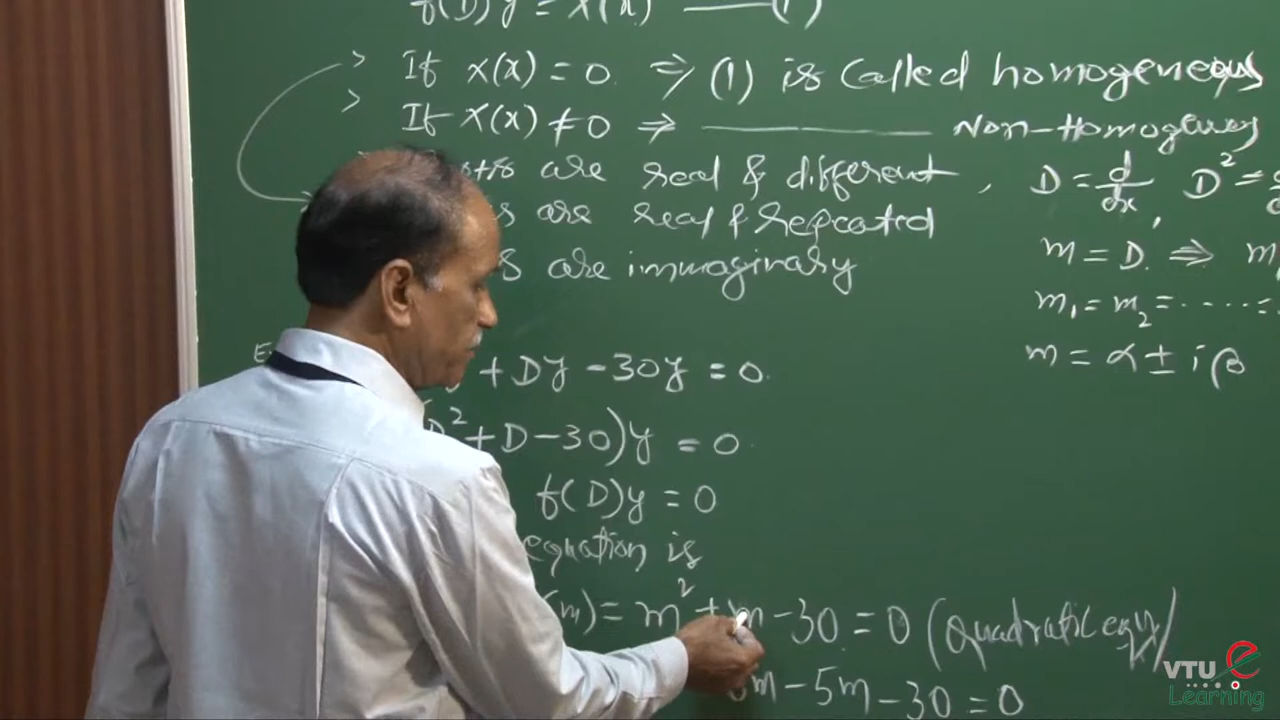 f(D)y = X(x) —— (1)
> If X(x) = 0 ⇒ (1) is called homogeneous
> If X(x) ≠ 0 ⇒ ———— Non-Homogenuos
are real & different , D = d/dx , D² =
are real & repeated
m = D ⇒ m
are immaginary
m₁ = m₂ = ...... =
m = α ± iβ
+ Dy - 30y = 0
D² + D - 30)y = 0
f(D)y = 0
equation is
(m) = m² + m - 30 = 0 (Quadratic eqn)
m - 5m - 30 = 0
VTU e
Learning